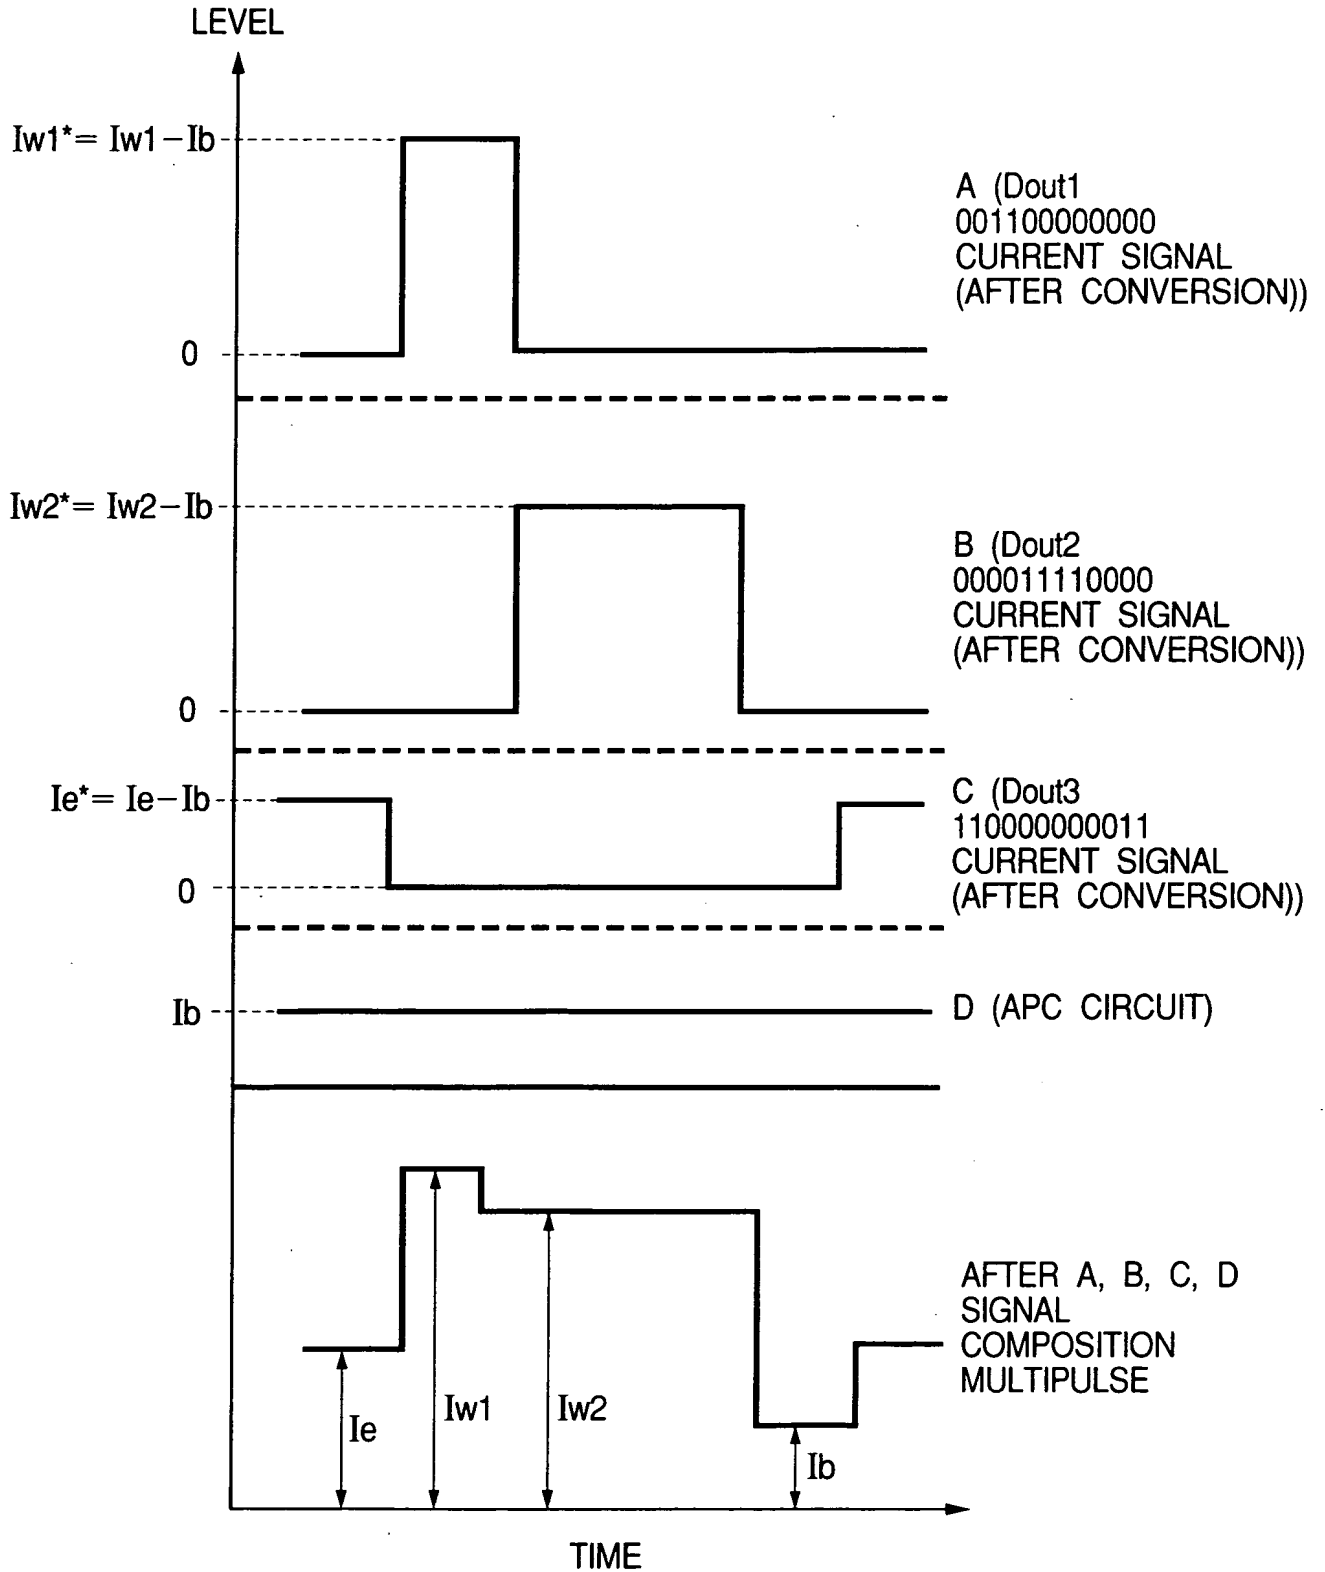 LEVEL
Iw1*= Iw1-Ib
A (Dout1
001100000000
CURRENT SIGNAL
(AFTER CONVERSION))
0
Iw2*= Iw2-Ib
B (Dout2
000011110000
CURRENT SIGNAL
(AFTER CONVERSION))
0
Ie*= Ie-Ib
C (Dout3
110000000011
CURRENT SIGNAL
(AFTER CONVERSION))
0
Ib
D (APC CIRCUIT)
AFTER A, B, C, D
SIGNAL
COMPOSITION
MULTIPULSE
Ie
Iw1
Iw2
Ib
TIME